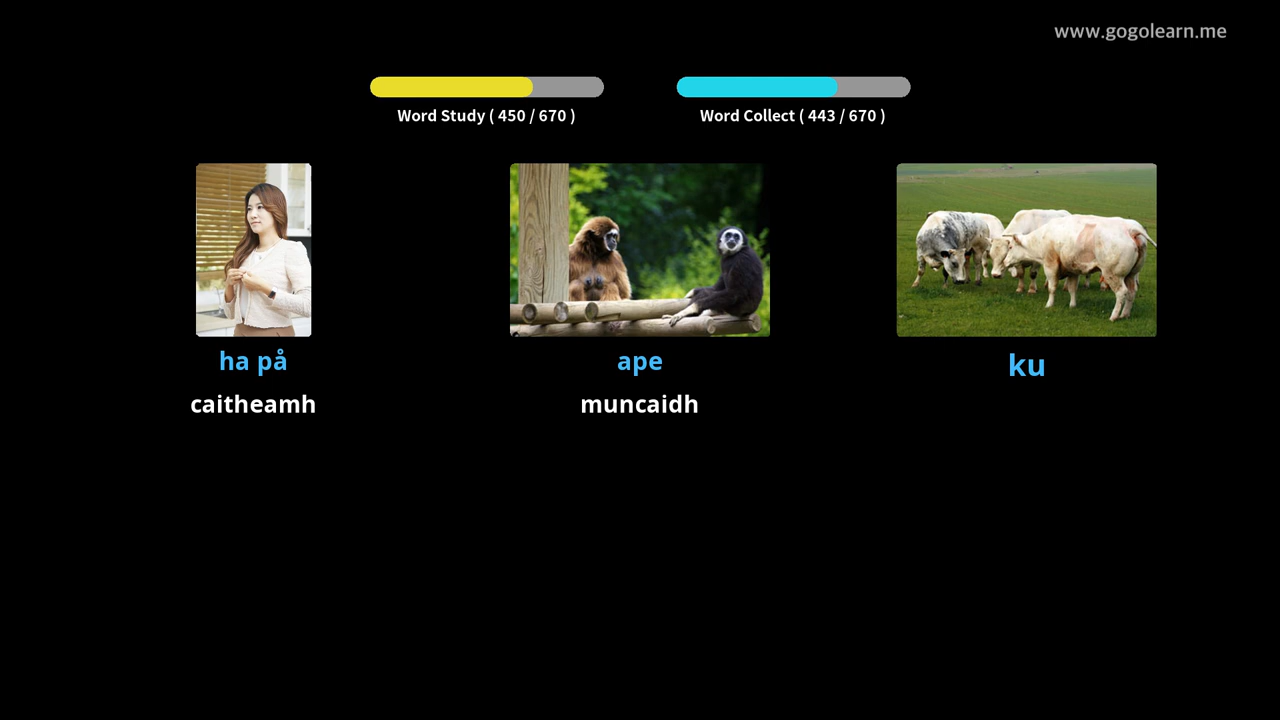 www.gogolearn.me
Word Study ( 450 / 670 )
Word Collect ( 443 / 670 )
ha på
ape
ku
caitheamh
muncaidh